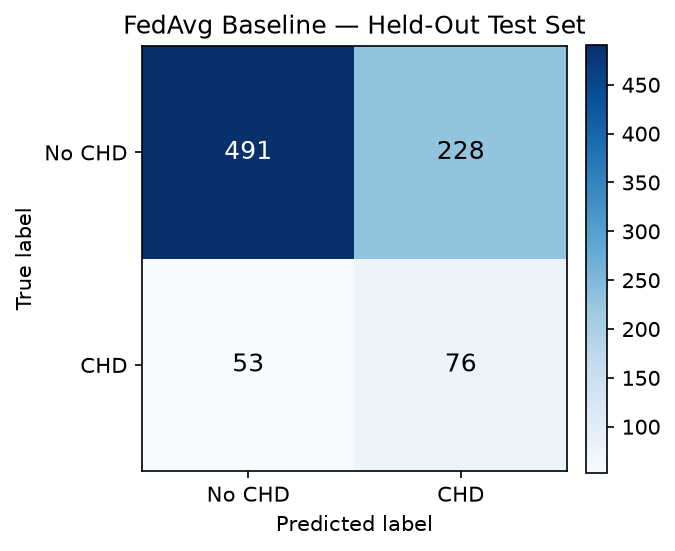 FedAvg Baseline — Held-Out Test Set
No CHD
491
228
CHD
53
76
No CHD
CHD
Predicted label
True label
450
400
350
300
250
200
150
100